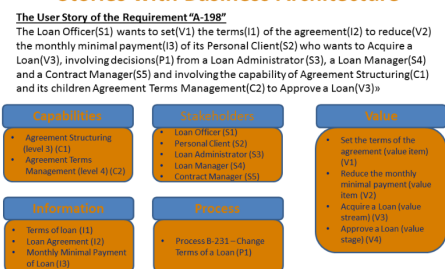 Stories with Business Architecture
The User Story of the Requirement "A-198"
The Loan Officer(S1) wants to set(V1) the terms(I1) of the agreement(I2) to reduce(V2)
the monthly minimal payment(I3) of its Personal Client(S2) who wants to Acquire a
Loan(V3), involving decisions(P1) from a Loan Administrator (S3), a Loan Manager(S4)
and a Contract Manager(S5) and involving the capability of Agreement Structuring(C1)
and its children Agreement Terms Management(C2) to Approve a Loan(V3)»
Capabilities
• Agreement Structuring
(level 3) (C1)
• Agreement Terms
Management (level 4) (C2)
Stakeholders
• Loan Officer (S1)
• Personal Client (S2)
• Loan Administrator (S3)
• Loan Manager (S4)
• Contract Manager (S5)
Value
• Set the terms of the
agreement (value item)
(V1)
• Reduce the monthly
minimal payment (value
item (V2)
• Acquire a Loan (value
stream) (V3)
• Approve a Loan (value
stage) (V4)
Information
• Terms of loan (I1)
• Loan Agreement (I2)
• Monthly Minimal Payment
of Loan (I3)
Process
• Process B-231 – Change
Terms of a Loan (P1)